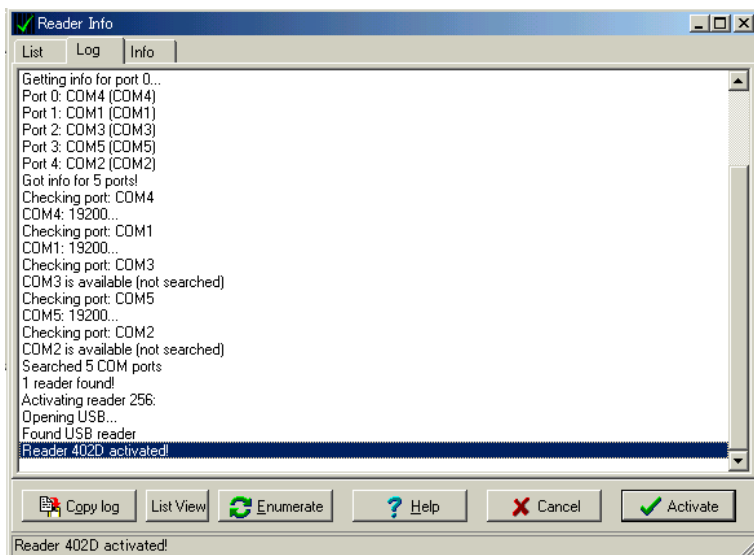 Reader Info
List Log Info
Getting info for port 0...
Port 0: COM4 (COM4)
Port 1: COM1 (COM1)
Port 2: COM3 (COM3)
Port 3: COM5 (COM5)
Port 4: COM2 (COM2)
Got info for 5 ports!
Checking port: COM4
COM4: 19200...
Checking port: COM1
COM1: 19200...
Checking port: COM3
COM3 is available (not searched)
Checking port: COM5
COM5: 19200...
Checking port: COM2
COM2 is available (not searched)
Searched 5 COM ports
1 reader found!
Activating reader 256:
Opening USB...
Found USB reader
Reader 402D activated!
Copy log List View Enumerate Help Cancel Activate
Reader 402D activated!